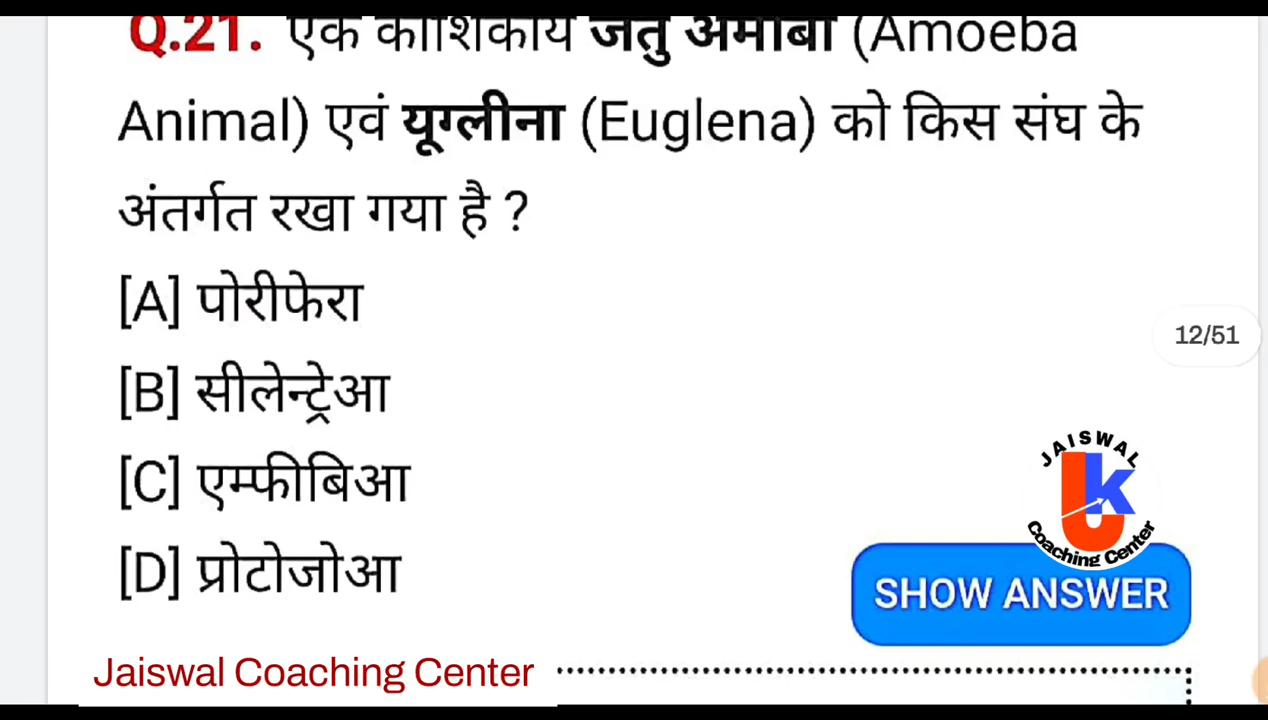 Q.21. एक कोशिकीय जंतु अमीबा (Amoeba
Animal) एवं यूग्लीना (Euglena) को किस संघ के
अंतर्गत रखा गया है ?
[A] पोरीफेरा
12/51
[B] सीलेन्ट्रेआ
[C] एम्फीबिआ
JAISWAL
JK
Coaching Center
[D] प्रोटोजोआ
SHOW ANSWER
Jaiswal Coaching Center